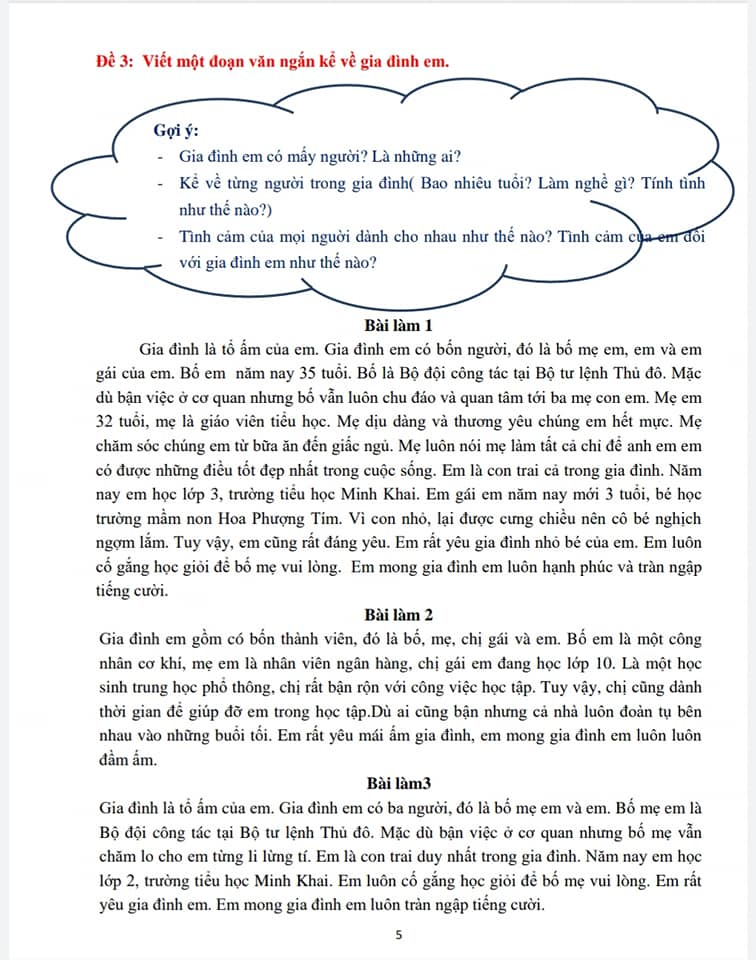 Đề 3: Viết một đoạn văn ngắn kể về gia đình em.
Gợi ý:
- Gia đình em có mấy người? Là những ai?
- Kể về từng người trong gia đình( Bao nhiêu tuổi? Làm nghề gì? Tính tình
như thế nào?)
- Tình cảm của mọi người dành cho nhau như thế nào? Tình cảm của em đối
với gia đình em như thế nào?
Bài làm 1
Gia đình là tổ ấm của em. Gia đình em có bốn người, đó là bố mẹ em, em và em
gái của em. Bố em năm nay 35 tuổi. Bố là Bộ đội công tác tại Bộ tư lệnh Thủ đô. Mặc
dù bận việc ở cơ quan nhưng bố vẫn luôn chu đáo và quan tâm tới ba mẹ con em. Mẹ em
32 tuổi, mẹ là giáo viên tiểu học. Mẹ dịu dàng và thương yêu chúng em hết mực. Mẹ
chăm sóc chúng em từ bữa ăn đến giấc ngủ. Mẹ luôn nói mẹ làm tất cả chỉ để anh em em
có được những điều tốt đẹp nhất trong cuộc sống. Em là con trai cả trong gia đình. Năm
nay em học lớp 3, trường tiểu học Minh Khai. Em gái em năm nay mới 3 tuổi, bé học
trường mầm non Hoa Phượng Tím. Vì con nhỏ, lại được cưng chiều nên cô bé nghịch
ngợm lắm. Tuy vậy, em cũng rất đáng yêu. Em rất yêu gia đình nhỏ bé của em. Em luôn
cố gắng học giỏi để bố mẹ vui lòng. Em mong gia đình em luôn hạnh phúc và tràn ngập
tiếng cười.
Bài làm 2
Gia đình em gồm có bốn thành viên, đó là bố, mẹ, chị gái và em. Bố em là một công
nhân cơ khí, mẹ em là nhân viên ngân hàng, chị gái em đang học lớp 10. Là một học
sinh trung học phổ thông, chị rất bận rộn với công việc học tập. Tuy vậy, chị cũng dành
thời gian để giúp đỡ em trong học tập.Dù ai cũng bận nhưng cả nhà luôn đoàn tụ bên
nhau vào những buổi tối. Em rất yêu mái ấm gia đình, em mong gia đình em luôn luôn
đầm ấm.
Bài làm3
Gia đình là tổ ấm của em. Gia đình em có ba người, đó là bố mẹ em và em. Bố mẹ em là
Bộ đội công tác tại Bộ tư lệnh Thủ đô. Mặc dù bận việc ở cơ quan nhưng bố mẹ vẫn
chăm lo cho em từng li lừng tí. Em là con trai duy nhất trong gia đình. Năm nay em học
lớp 2, trường tiểu học Minh Khai. Em luôn cố gắng học giỏi để bố mẹ vui lòng. Em rất
yêu gia đình em. Em mong gia đình em luôn tràn ngập tiếng cười.
5